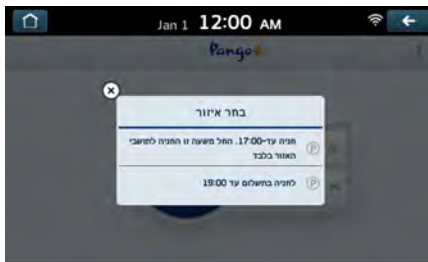 Jan 1 12:00 AM
Pango
בחר איזור
חניה עד-17:00. החל משעה זו החניה לתושבי
האזור בלבד
לחניה בתשלום עד 19:00